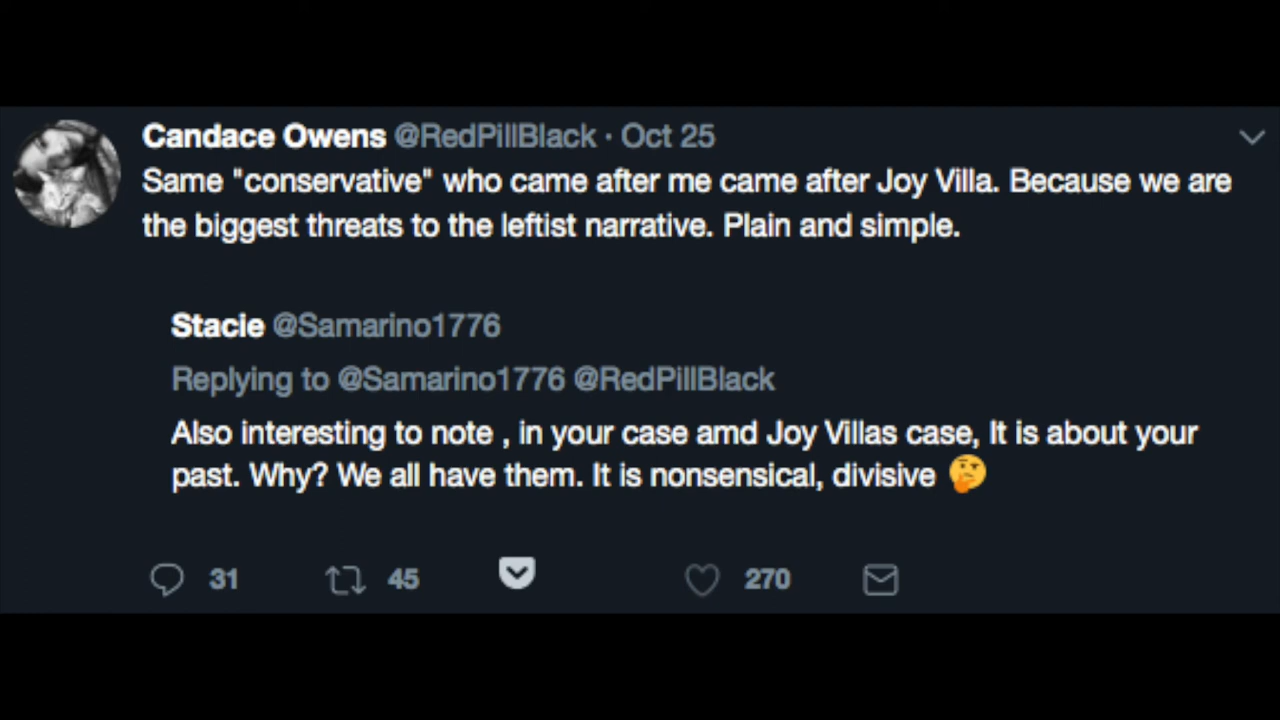 Candace Owens @RedPillBlack · Oct 25
Same "conservative" who came after me came after Joy Villa. Because we are
the biggest threats to the leftist narrative. Plain and simple.
Stacie @Samarino1776
Replying to @Samarino1776 @RedPillBlack
Also interesting to note , in your case amd Joy Villas case, It is about your
past. Why? We all have them. It is nonsensical, divisive 🤔
31 45 270